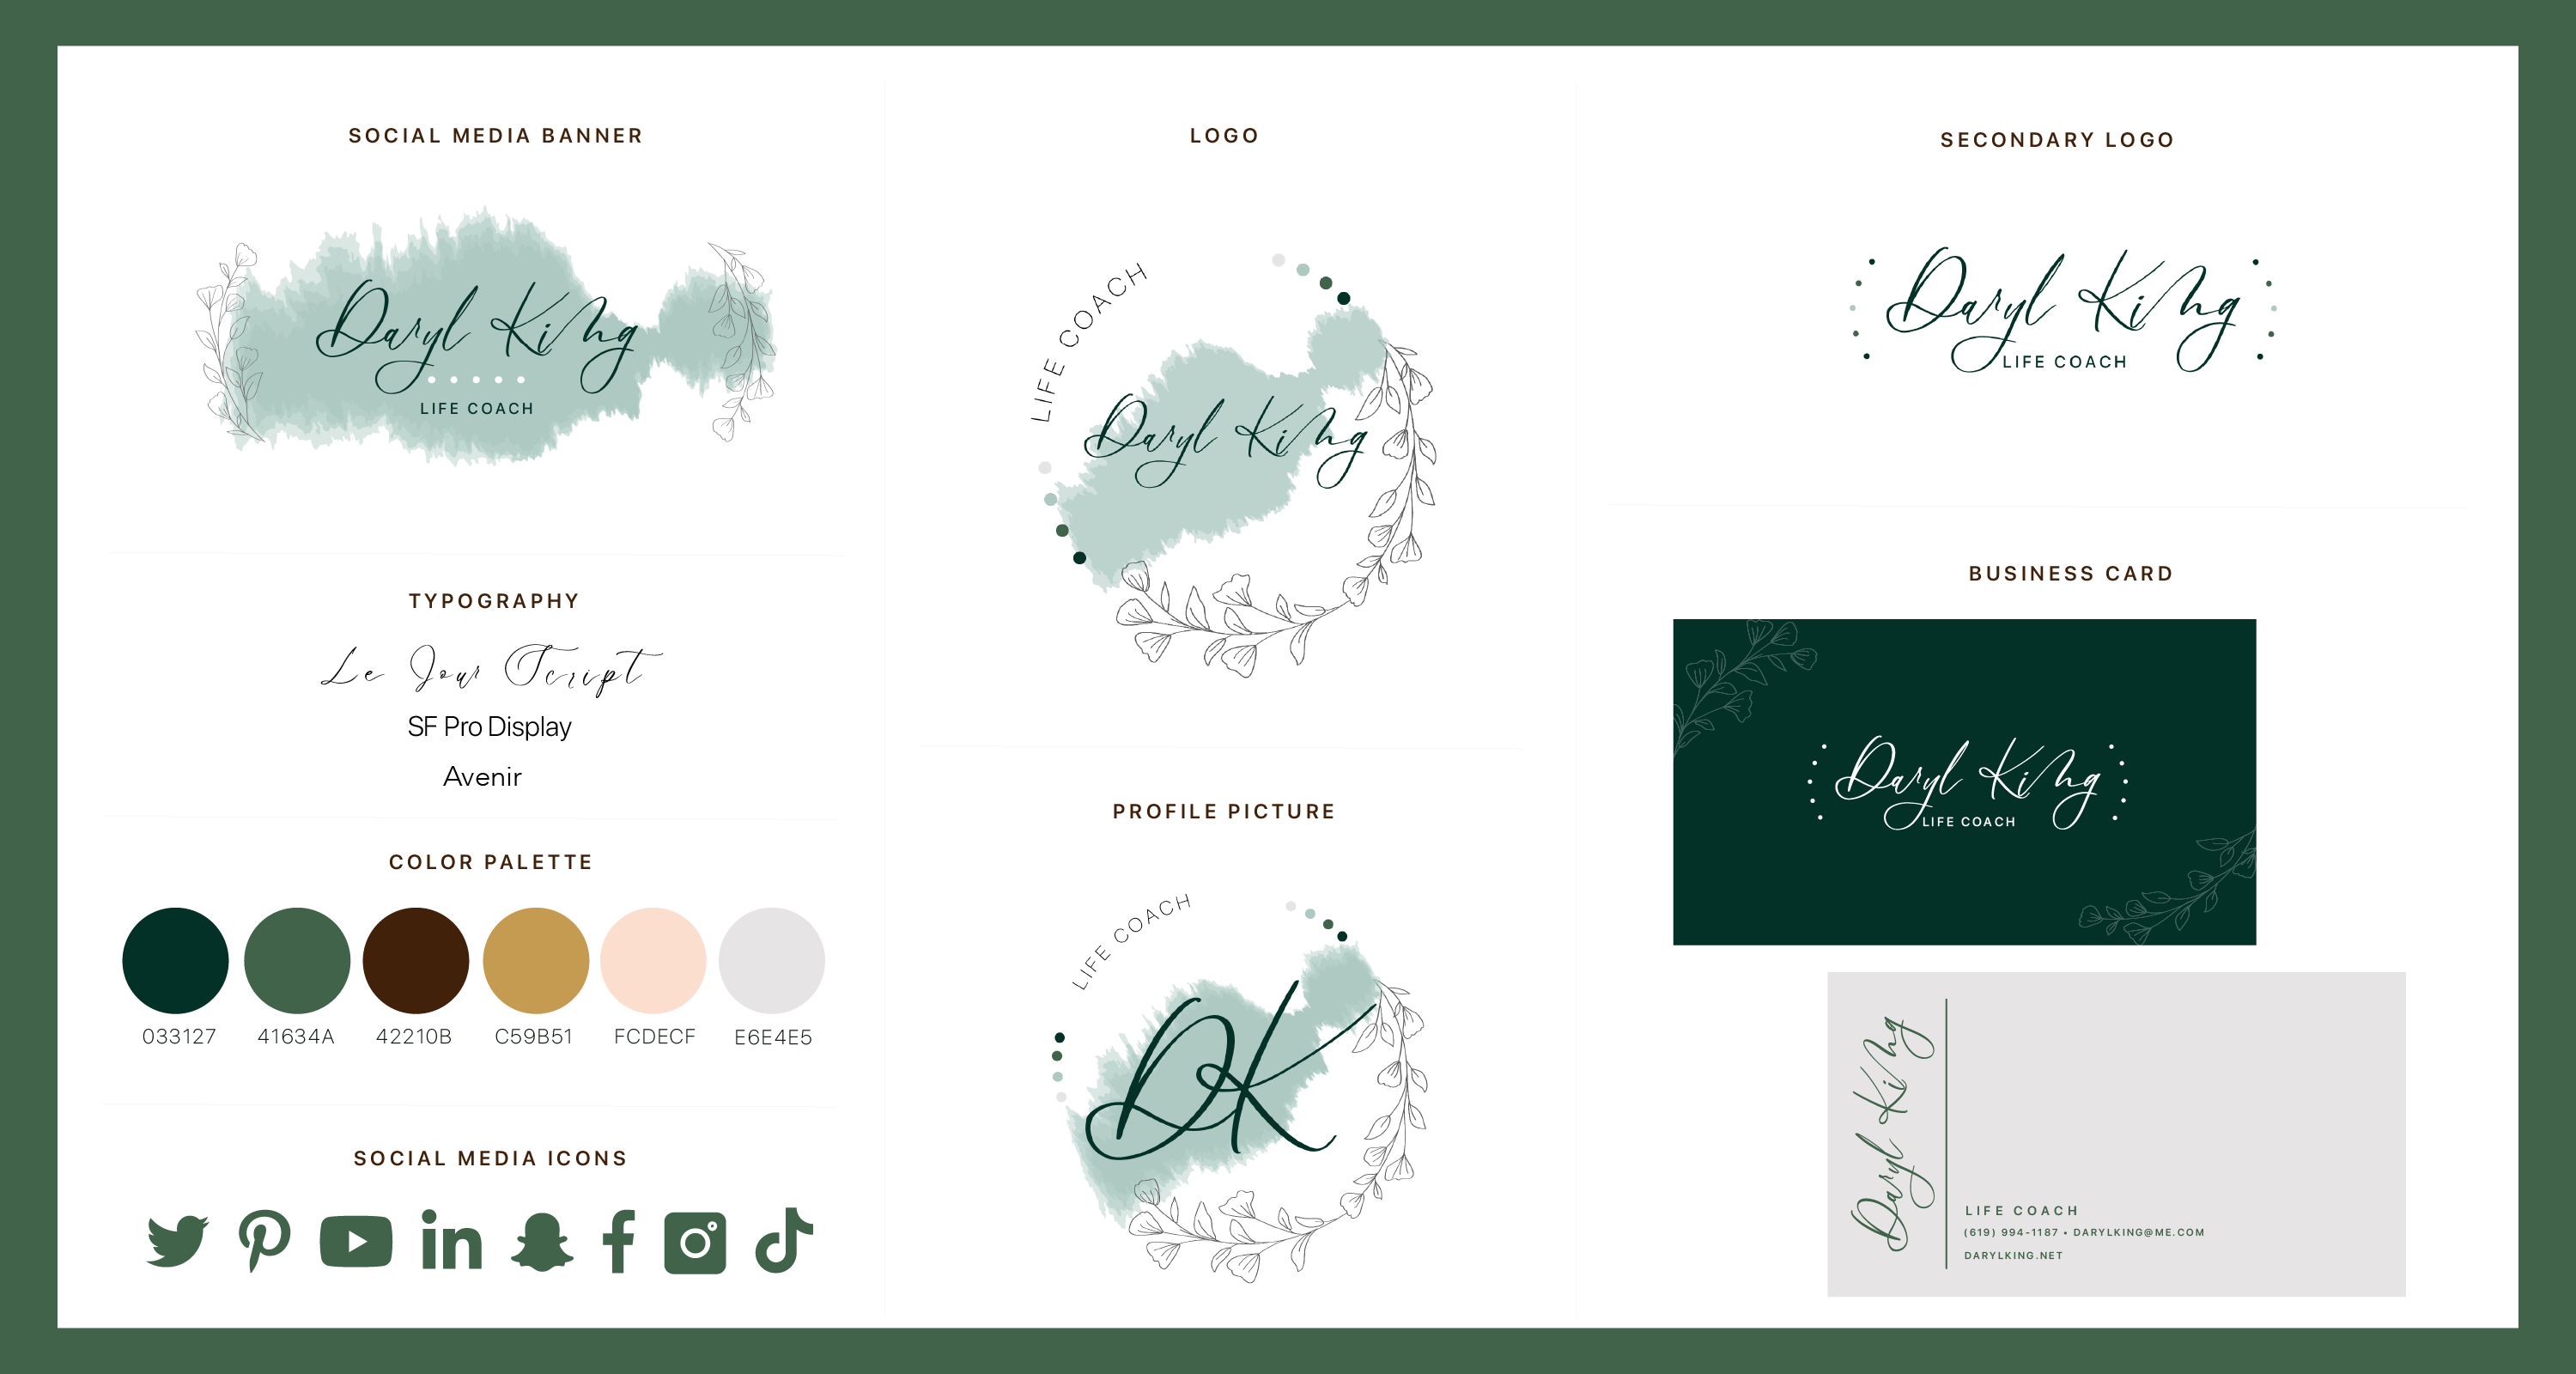 SOCIAL MEDIA BANNER
Daryl King
LIFE COACH
TYPOGRAPHY
Le Jour Script
SF Pro Display
Avenir
COLOR PALETTE
033127 41634A 42210B C59B51 FCDECF E6E4E5
SOCIAL MEDIA ICONS
in
LOGO
LIFE COACH
Daryl King
PROFILE PICTURE
LIFE COACH
DK
SECONDARY LOGO
Daryl King
LIFE COACH
BUSINESS CARD
Daryl King
LIFE COACH
Daryl King
LIFE COACH
(619) 994-1187 • DARYLKING@ME.COM
DARYLKING.NET